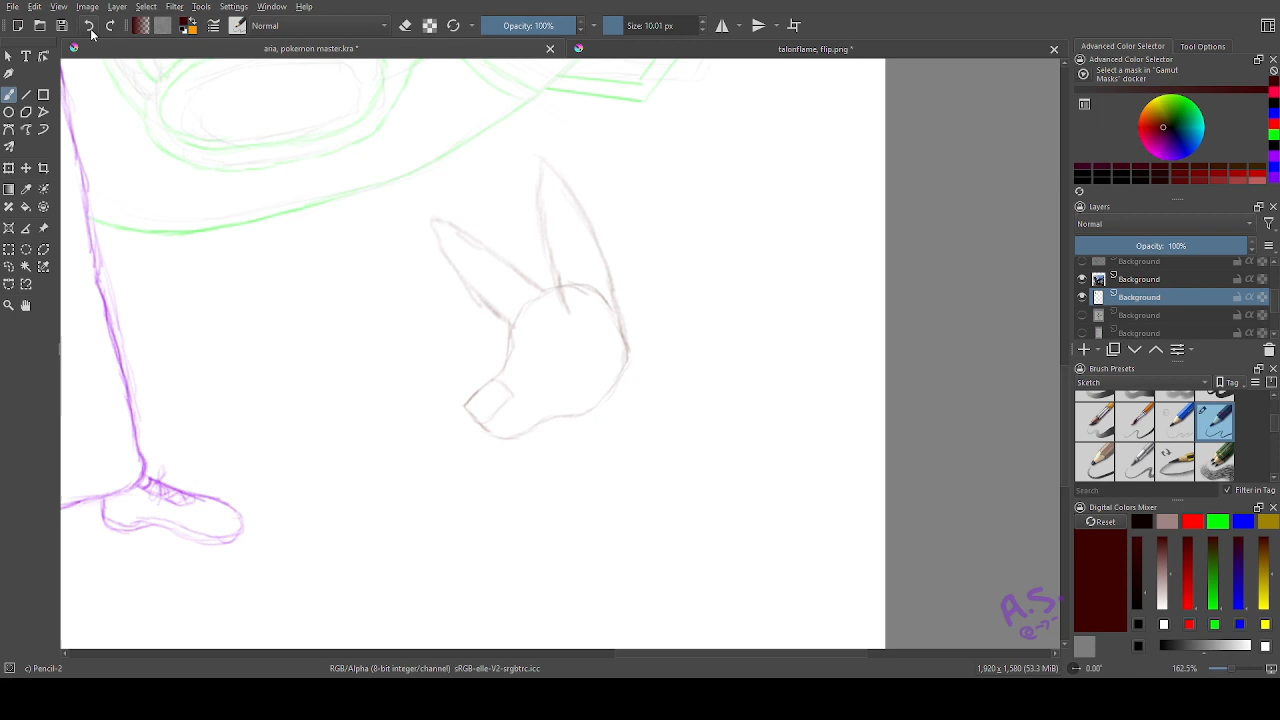 File Edit View Image Layer Select Filter Tools Settings Window Help
Normal Opacity: 100% Size: 10.01 px
aria, pokemon master.kra * talonflame, flip.png *
Advanced Color Selector Tool Options
Advanced Color Selector
Select a mask in "Gamut
Masks" docker
Layers
Normal
Opacity: 100%
Background
Background
Background
Background
Background
Brush Presets
Sketch Tag
Search Filter in Tag
Digital Colors Mixer
Reset
A.S.
c) Pencil-2 RGB/Alpha (8-bit integer/channel) sRGB-elle-V2-srgbtrc.icc 1,920 x 1,580 (53.3 MiB) 0.00° 162.5%